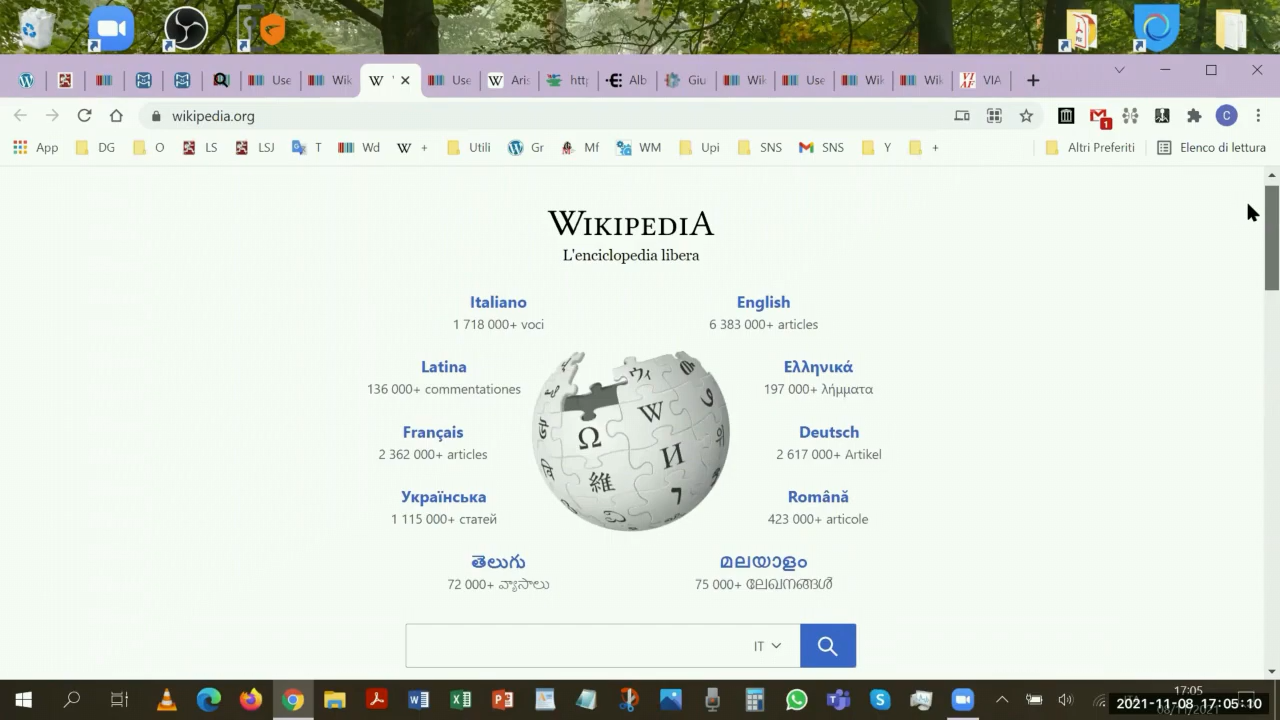 Use
Wik
W
Use
W Aris
http
Alb
Giu
Wik
Use
Wik
Wik
VIA
wikipedia.org
1
C
App
DG
O
LS
LSJ
T
Wd
W +
Utili
Gr
Mf
WM
Upi
SNS
SNS
Y
+
Altri Preferiti
Elenco di lettura
WIKIPEDIA
L'enciclopedia libera
Italiano
1 718 000+ voci
English
6 383 000+ articles
Latina
136 000+ commentationes
Ελληνικά
197 000+ λήμματα
Français
2 362 000+ articles
Deutsch
2 617 000+ Artikel
Українська
1 115 000+ статей
Română
423 000+ articole
తెలుగు
72 000+ వ్యాసాలు
മലയാളം
75 000+ ലേഖനങ്ങൾ
Ω
W
И
維
IT
17:05
2021-11-08 17:05:10